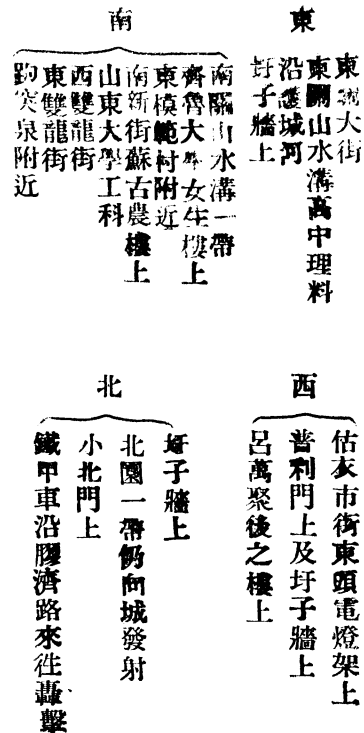 東
東關大街
東關山水溝高中理料
沿護城河
圩子牆上
南
南關山水溝一帶
齊魯大學女生樓上
東模範村附近
南新街蘇古農樓上
山東大學工科
西雙龍街
東雙龍街
趵突泉附近
西
估衣市街東頭電燈架上
普利門上及圩子牆上
呂萬聚後之樓上
北
圩子牆上
北園一帶仍向城發射
小北門上
鐵甲車沿膠濟路來往轟擊